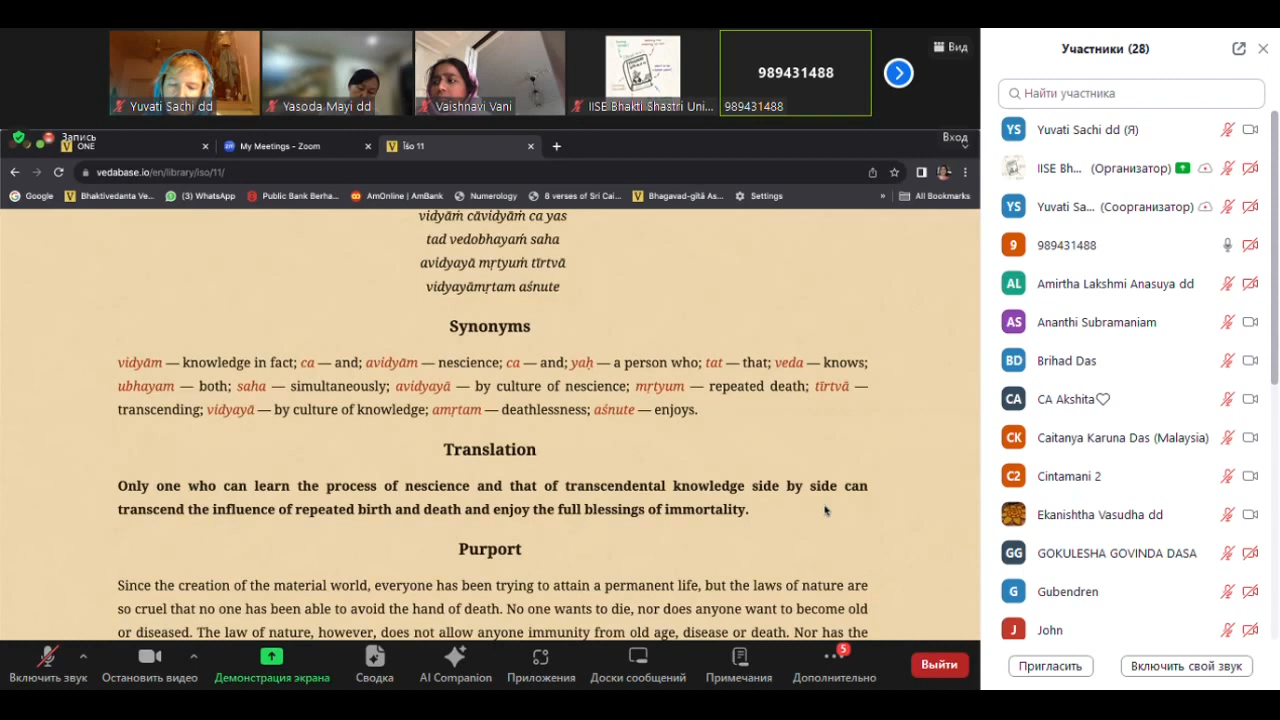 989431488
Вид
Yuvati Sachi dd
Yasoda Mayi dd
Vaishnavi Vani
IISE Bhakti Shastri Uni...
989431488
Запись
ONE
My Meetings - Zoom
Īśo 11
Вход
vedabase.io/en/library/iso/11/
Google
Bhaktivedanta Ve...
(3) WhatsApp
Public Bank Berha...
AmOnline | AmBank
Numerology
8 verses of Sri Cai...
Bhagavad-gītā As...
Settings
»
All Bookmarks
vidyāṁ cāvidyāṁ ca yas
tad vedobhayaṁ saha
avidyayā mṛtyuṁ tīrtvā
vidyayāmṛtam aśnute
Synonyms
vidyām — knowledge in fact; ca — and; avidyām — nescience; ca — and; yaḥ — a person who; tat — that; veda — knows;
ubhayam — both; saha — simultaneously; avidyayā — by culture of nescience; mṛtyum — repeated death; tīrtvā —
transcending; vidyayā — by culture of knowledge; amṛtam — deathlessness; aśnute — enjoys.
Translation
Only one who can learn the process of nescience and that of transcendental knowledge side by side can
transcend the influence of repeated birth and death and enjoy the full blessings of immortality.
Purport
Since the creation of the material world, everyone has been trying to attain a permanent life, but the laws of nature are
so cruel that no one has been able to avoid the hand of death. No one wants to die, nor does anyone want to become old
or diseased. The law of nature, however, does not allow anyone immunity from old age, disease or death. Nor has the
Включить звук
Остановить видео
Демонстрация экрана
Сводка
AI Companion
Приложения
Доски сообщений
Примечания
5
Дополнительно
Выйти
Участники (28)
Найти участника
YS Yuvati Sachi dd (Я)
IISE Bh... (Организатор)
YS Yuvati Sa... (Соорганизатор)
9 989431488
AL Amirtha Lakshmi Anasuya dd
AS Ananthi Subramaniam
BD Brihad Das
CA CA Akshita♡
CK Caitanya Karuna Das (Malaysia)
C2 Cintamani 2
Ekanishtha Vasudha dd
GG GOKULESHA GOVINDA DASA
G Gubendren
J John
Пригласить
Включить свой звук